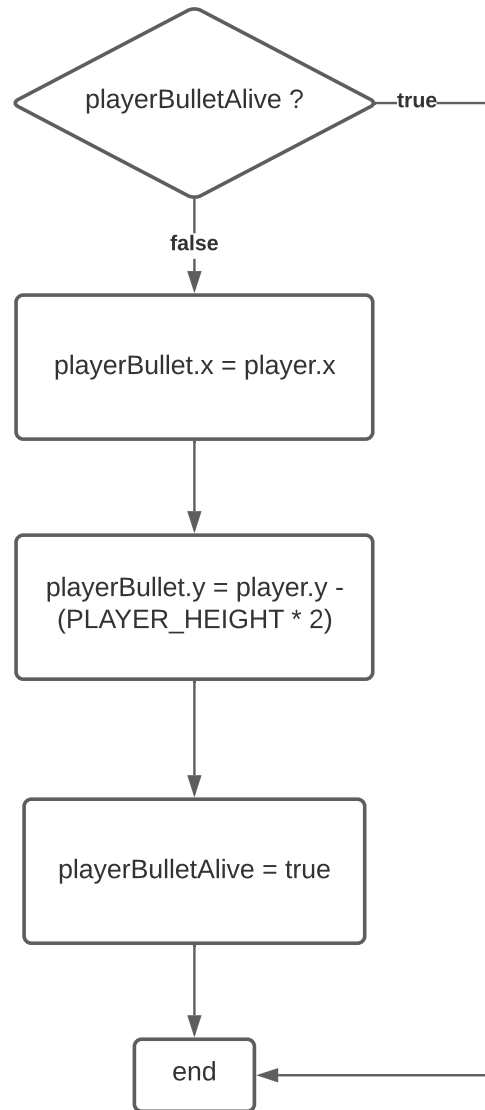 playerBulletAlive ?
true
false
playerBullet.x = player.x
playerBullet.y = player.y -
(PLAYER_HEIGHT * 2)
playerBulletAlive = true
end